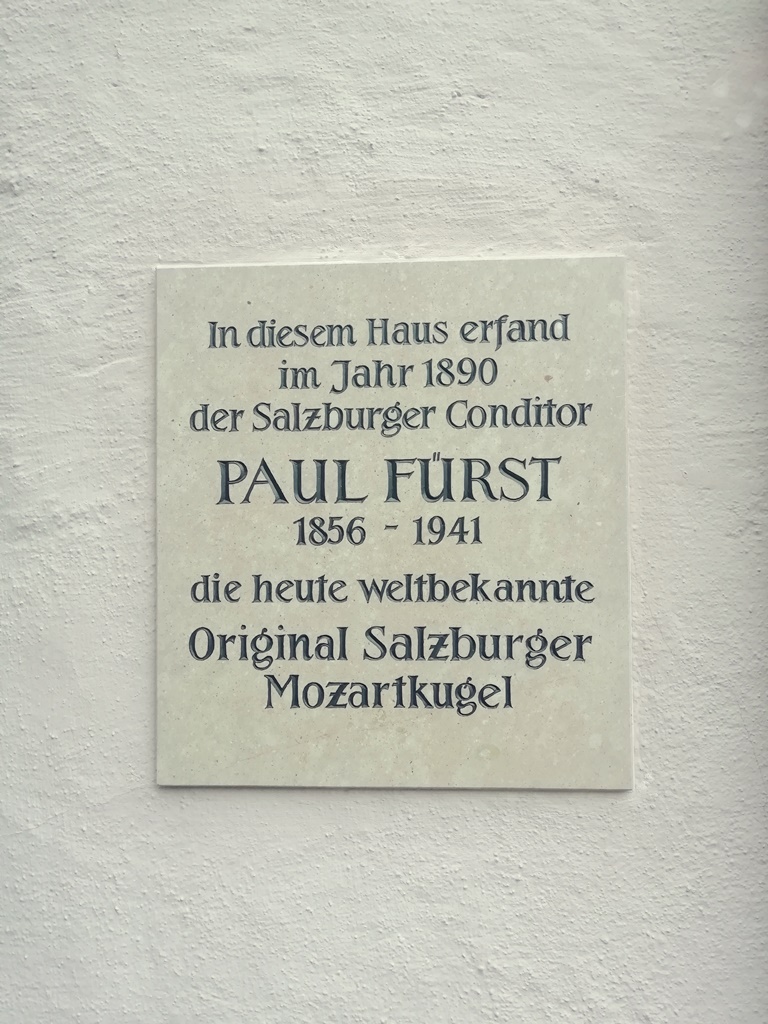 In diesem Haus erfand
im Jahr 1890
der Salzburger Conditor
PAUL FÜRST
1856 - 1941
die heute weltbekannte
Original Salzburger
Mozartkugel